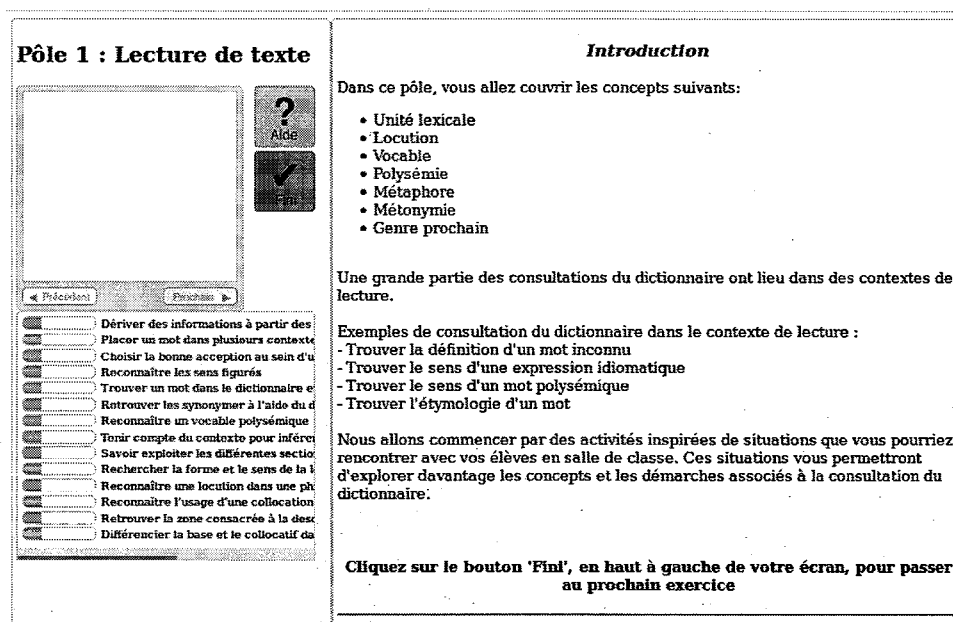 Pôle 1 : Lecture de texte
Aide
Fini
Précédent
Prochain
Dériver des informations à partir des
Placor un mot dans plusiours contexte
Choisir la bonne acception au sein d'u
Reconnaître les sens figurés
Trouver un mot dans le dictionnaire e
Rotrouver les synonymer à l'aide du d
Reconnaître un vocable polysémique
Tonir compte du contexto pour inférer
Savoir exploiter les différentes sectio
Rechercher la forme et le sens de la l
Reconnaître une locution dans une ph
Reconnaître l'usage d'une collocation
Retrouver la zone consacrée à la desc
Différencier la base et le collocatif da
Introduction
Dans ce pôle, vous allez couvrir les concepts suivants:
• Unité lexicale
• Locution
• Vocable
• Polysémie
• Métaphore
• Métonymie
• Genre prochain
Une grande partie des consultations du dictionnaire ont lieu dans des contextes de
lecture.
Exemples de consultation du dictionnaire dans le contexte de lecture :
- Trouver la définition d'un mot inconnu
- Trouver le sens d'une expression idiomatique
- Trouver le sens d'un mot polysémique
- Trouver l'étymologie d'un mot
Nous allons commencer par des activités inspirées de situations que vous pourriez
rencontrer avec vos élèves en salle de classe. Ces situations vous permettront
d'explorer davantage les concepts et les démarches associés à la consultation du
dictionnaire.
Cliquez sur le bouton 'Fini', en haut à gauche de votre écran, pour passer
au prochain exercice